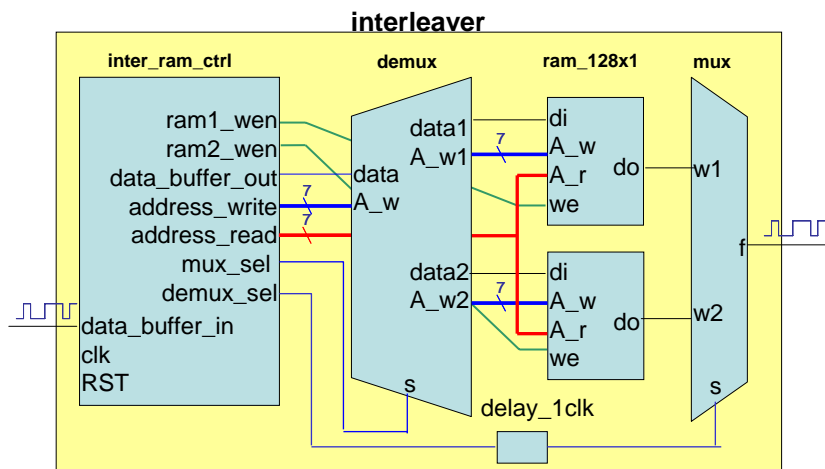 interleaver
inter_ram_ctrl
demux
ram_128x1
mux
ram1_wen
ram2_wen
data_buffer_out
address_write
address_read
mux_sel
demux_sel
data_buffer_in
clk
RST
7
7
data
A_w
data1
A_w1
data2
A_w2
s
7
7
di
A_w
A_r
we
do
di
A_w
A_r
we
do
w1
f
w2
s
delay_1clk